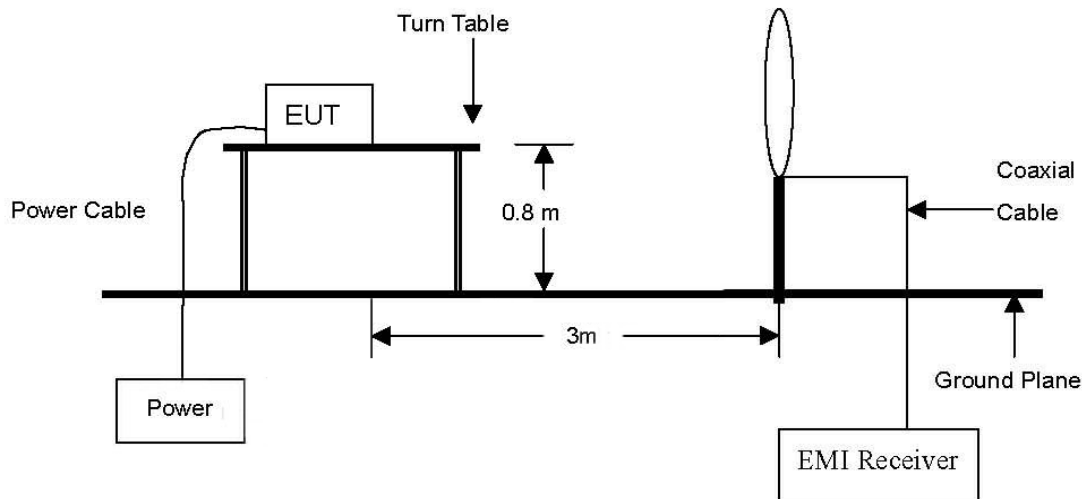 Turn Table
EUT
Power Cable
0.8 m
Coaxial
Cable
3m
Ground Plane
Power
EMI Receiver